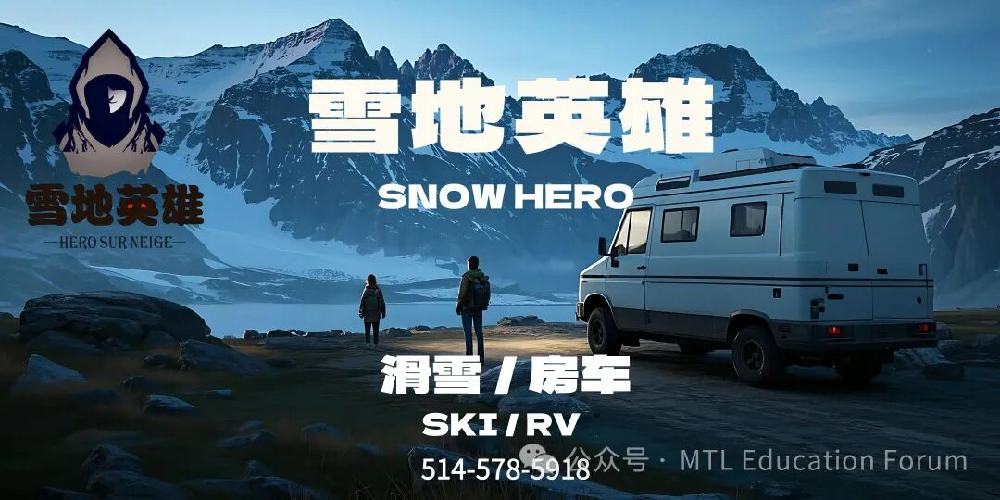 雪地英雄
SNOW HERO
雪地英雄
HERO SUR NEIGE
滑雪 / 房车
SKI / RV
514-578-5918
公众号 · MTL Education Forum